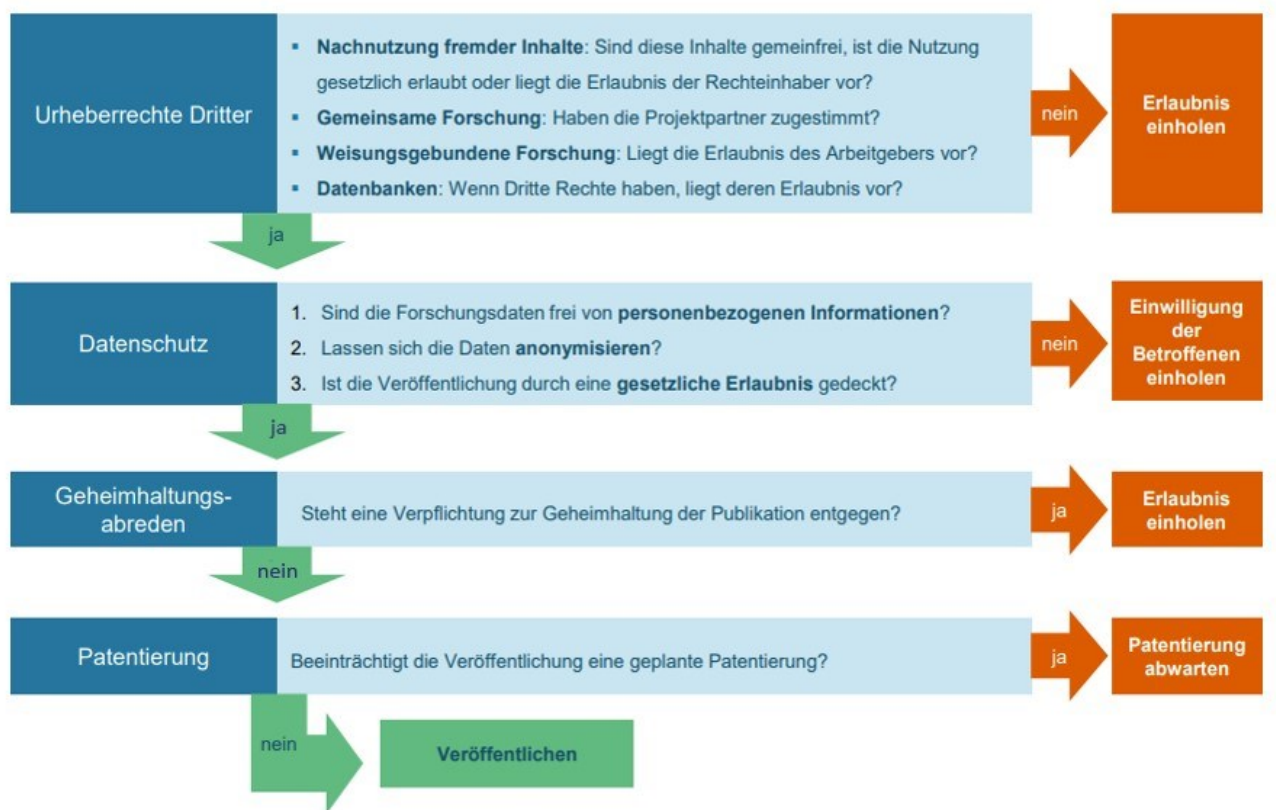 Urheberrechte Dritter
▪ Nachnutzung fremder Inhalte: Sind diese Inhalte gemeinfrei, ist die Nutzung
gesetzlich erlaubt oder liegt die Erlaubnis der Rechteinhaber vor?
▪ Gemeinsame Forschung: Haben die Projektpartner zugestimmt?
▪ Weisungsgebundene Forschung: Liegt die Erlaubnis des Arbeitgebers vor?
▪ Datenbanken: Wenn Dritte Rechte haben, liegt deren Erlaubnis vor?
nein
Erlaubnis
einholen
ja
Datenschutz
1. Sind die Forschungsdaten frei von personenbezogenen Informationen?
2. Lassen sich die Daten anonymisieren?
3. Ist die Veröffentlichung durch eine gesetzliche Erlaubnis gedeckt?
nein
Einwilligung
der
Betroffenen
einholen
ja
Geheimhaltungs-
abreden
Steht eine Verpflichtung zur Geheimhaltung der Publikation entgegen?
ja
Erlaubnis
einholen
nein
Patentierung
Beeinträchtigt die Veröffentlichung eine geplante Patentierung?
ja
Patentierung
abwarten
nein
Veröffentlichen